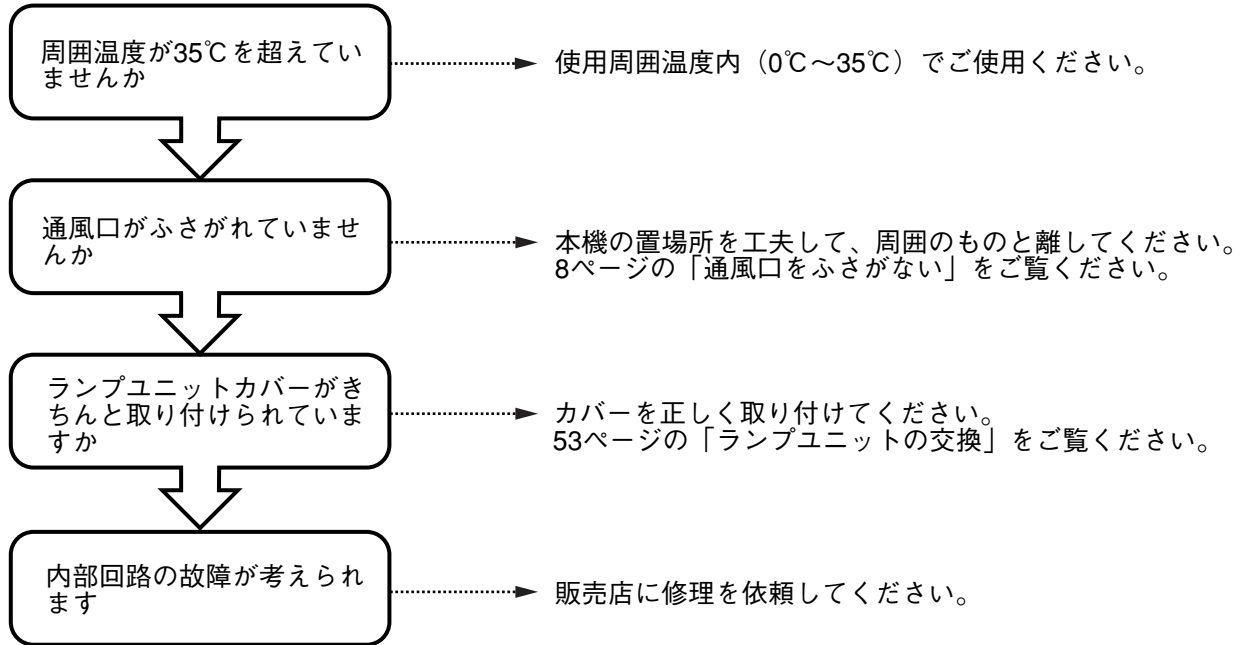 周囲温度が35℃を超えてい
ませんか
使用周囲温度内（0℃～35℃）でご使用ください。
通風口がふさがれていませ
んか
本機の置場所を工夫して、周囲のものと離してください。
8ページの「通風口をふさがない」をご覧ください。
ランプユニットカバーがき
ちんと取り付けられていま
すか
カバーを正しく取り付けてください。
53ページの「ランプユニットの交換」をご覧ください。
内部回路の故障が考えられ
ます
販売店に修理を依頼してください。